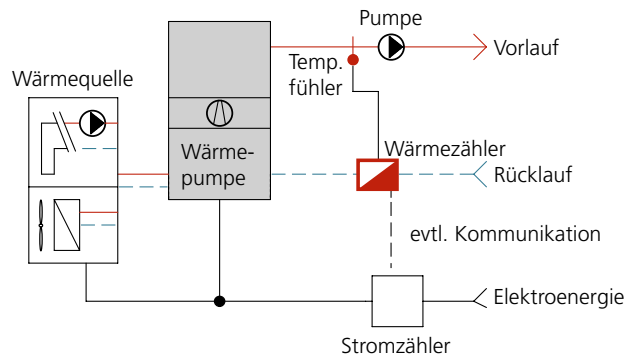 Pumpe
Vorlauf
Temp.
fühler
Wärmequelle
Wärme-
pumpe
Wärmezähler
Rücklauf
evtl. Kommunikation
Elektroenergie
Stromzähler